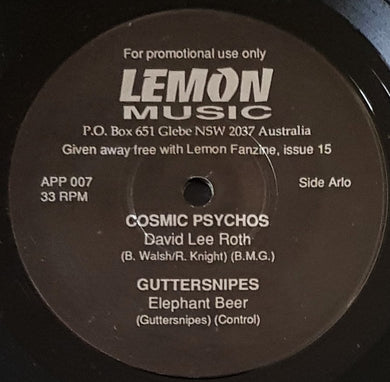 For promotional use only
LEMON
MUSIC
P.O. Box 651 Glebe NSW 2037 Australia
Given away free with Lemon Fanzine, issue 15
APP 007
33 RPM
Side Arlo
COSMIC PSYCHOS
David Lee Roth
(B. Walsh/R. Knight) (B.M.G.)
GUTTERSNIPES
Elephant Beer
(Guttersnipes) (Control)